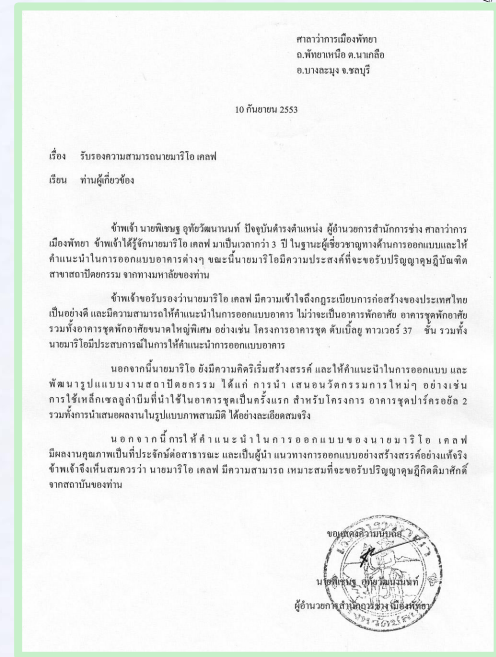 ศาลาว่าการเมืองพัทยา
ถ.พัทยาเหนือ ต.นาเกลือ
อ.บางละมุง จ.ชลบุรี
10 กันยายน 2553
เรื่อง รับรองความสามารถนายมาริโอ เคลฟ
เรียน ท่านผู้เกี่ยวข้อง
ข้าพเจ้า นายพิเชษฐ อุทัยวัฒนานนท์ ปัจจุบันดำรงตำแหน่ง ผู้อำนวยการสำนักการช่าง ศาลาว่าการ
เมืองพัทยา ข้าพเจ้าได้รู้จักนายมาริโอ เคลฟ มาเป็นเวลากว่า 3 ปี ในฐานะผู้เชี่ยวชาญทางด้านการออกแบบและให้
คำแนะนำในการออกแบบอาคารต่างๆ ขณะนี้นายมาริโอมีความประสงค์ที่จะขอรับปริญญาดุษฎีบัณฑิต
สาขาสถาปัตยกรรม จากทางมหาลัยของท่าน
ข้าพเจ้าขอรับรองว่านายมาริโอ เคลฟ มีความเข้าใจถึงกฎระเบียบการก่อสร้างของประเทศไทย
เป็นอย่างดี และมีความสามารถให้คำแนะนำในการออกแบบอาคาร ไม่ว่าจะเป็นอาคารพักอาศัย อาคารชุดพักอาศัย
รวมทั้งอาคารชุดพักอาศัยขนาดใหญ่พิเศษ อย่างเช่น โครงการอาคารชุด ดับเบิ้ลยู ทาวเวอร์ 37 ชั้น รวมทั้ง
นายมาริโอมีประสบการณ์ในการให้คำแนะนำการออกแบบอาคาร
นอกจากนี้นายมาริโอ ยังมีความคิดริเริ่มสร้างสรรค์ และให้คำแนะนำในการออกแบบ และ
พัฒนารูปแบบงานสถาปัตยกรรม ได้แก่ การนำ เสนอนวัตกรรมการใหม่ๆ อย่างเช่น
การใช้เหล็กเซลลูล่าบีมที่นำใช้ในอาคารชุดเป็นครั้งแรก สำหรับโครงการ อาคารชุดปาร์ครอยัล 2
รวมทั้งการนำเสนอผลงานในรูปแบบภาพสามมิติ ได้อย่างละเอียดสมจริง
นอกจากนี้การให้คำแนะนำในการออกแบบของนายมาริโอ เคลฟ
มีผลงานคุณภาพเป็นที่ประจักษ์ต่อสาธารณะ และเป็นผู้นำ แนวทางการออกแบบอย่างสร้างสรรค์อย่างแท้จริง
ข้าพเจ้าจึงเห็นสมควรว่า นายมาริโอ เคลฟ มีความสามารถ เหมาะสมที่จะขอรับปริญญาดุษฎีกิตติมาศักดิ์
จากสถาบันของท่าน
ขอแสดงความนับถือ
นายพิเชษฐ อุทัยวัฒนานนท์
ผู้อำนวยการสำนักการช่าง เมืองพัทยา